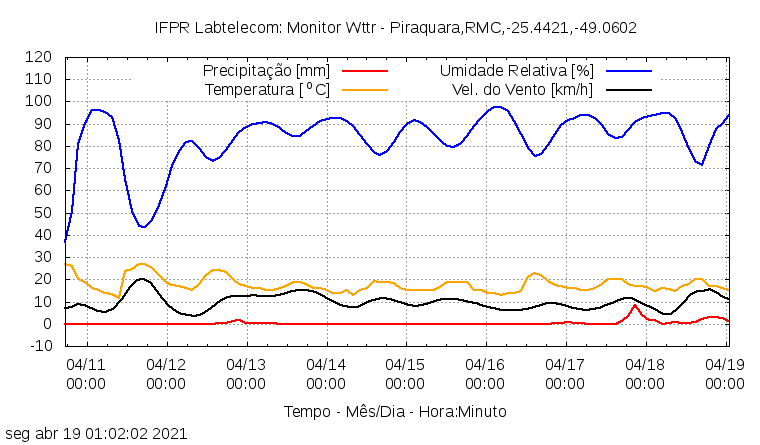 IFPR Labtelecom: Monitor Wttr - Piraquara,RMC,-25.4421,-49.0602
120
110
100
90
80
70
60
50
40
30
20
10
0
-10
Precipitação [mm]
Temperatura [ ⁰C]
Umidade Relativa [%]
Vel. do Vento [km/h]
04/11 04/12 04/13 04/14 04/15 04/16 04/17 04/18 04/19
00:00 00:00 00:00 00:00 00:00 00:00 00:00 00:00 00:00
Tempo - Mês/Dia - Hora:Minuto
seg abr 19 01:02:02 2021